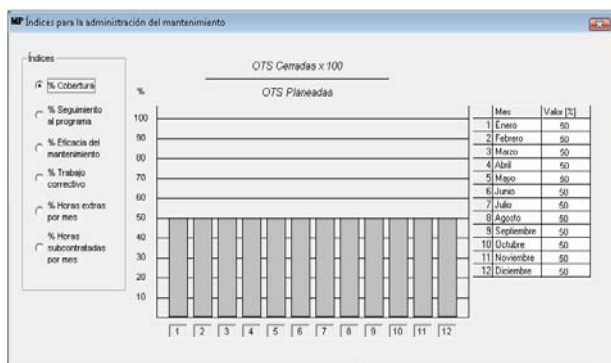 MP Índices para la administración del mantenimiento
Índices
% Cobertura
% Seguimiento
al programa
% Eficacia del
mantenimiento
% Trabajo
correctivo
% Horas extras
por mes
% Horas
subcontratadas
por mes
OTS Cerradas x 100
OTS Planeadas
%
100
90
80
70
60
50
40
30
20
10
1 2 3 4 5 6 7 8 9 10 11 12
Mes Valor [%]
1 Enero 50
2 Febrero 50
3 Marzo 50
4 Abril 50
5 Mayo 50
6 Junio 50
7 Julio 50
8 Agosto 50
9 Septiembre 50
10 Octubre 50
11 Noviembre 50
12 Diciembre 50